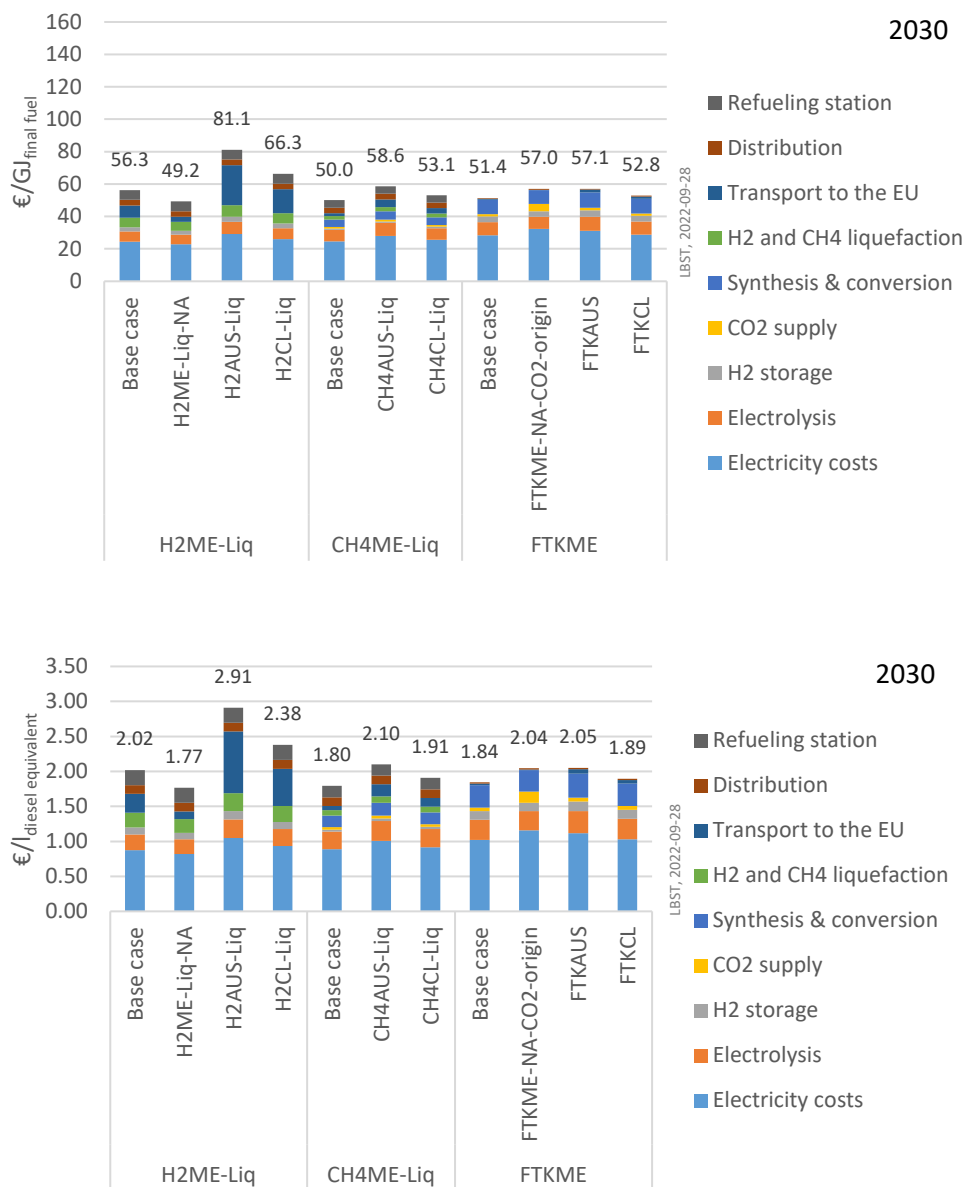 2030
160
140
120
100
80
60
40
20
0
€/GJfinal fuel
56.3
49.2
81.1
66.3
50.0
58.6
53.1
51.4
57.0
57.1
52.8
Base case
H2ME-Liq-NA
H2AUS-Liq
H2CL-Liq
Base case
CH4AUS-Liq
CH4CL-Liq
Base case
FTKME-NA-CO2-origin
FTKAUS
FTKCL
H2ME-Liq
CH4ME-Liq
FTKME
Refueling station
Distribution
Transport to the EU
H2 and CH4 liquefaction
Synthesis & conversion
CO2 supply
H2 storage
Electrolysis
Electricity costs
LBST, 2022-09-28
2030
3.50
3.00
2.50
2.00
1.50
1.00
0.50
0.00
€/ldiesel equivalent
2.02
1.77
2.91
2.38
1.80
2.10
1.91
1.84
2.04
2.05
1.89
Base case
H2ME-Liq-NA
H2AUS-Liq
H2CL-Liq
Base case
CH4AUS-Liq
CH4CL-Liq
Base case
FTKME-NA-CO2-origin
FTKAUS
FTKCL
H2ME-Liq
CH4ME-Liq
FTKME
Refueling station
Distribution
Transport to the EU
H2 and CH4 liquefaction
Synthesis & conversion
CO2 supply
H2 storage
Electrolysis
Electricity costs
LBST, 2022-09-28